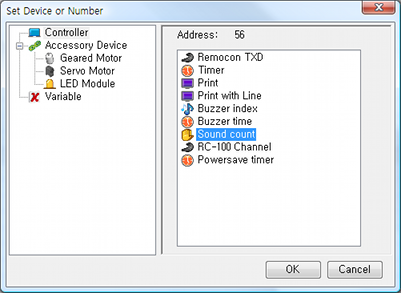 Set Device or Number
Controller
Accessory Device
Geared Motor
Servo Motor
LED Module
Variable
Address: 56
Remocon TXD
Timer
Print
Print with Line
Buzzer index
Buzzer time
Sound count
RC-100 Channel
Powersave timer
OK
Cancel